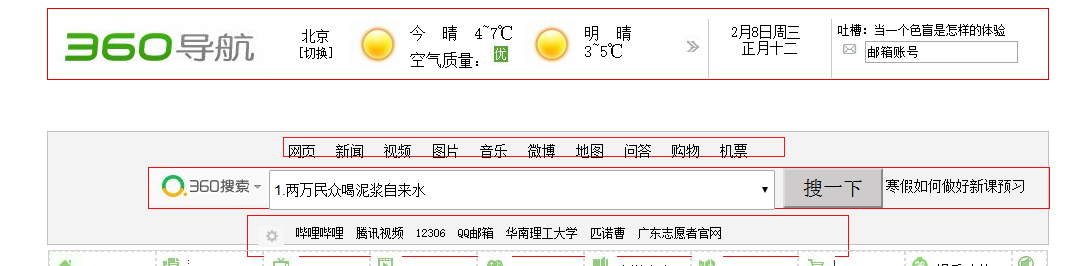 360导航
北京
[切换]
今 晴 4~7℃
空气质量： 优
明 晴
3~5℃
2月8日周三
正月十二
吐槽：当一个色盲是怎样的体验
邮箱账号
网页 新闻 视频 图片 音乐 微博 地图 问答 购物 机票
360搜索 1.两万民众喝泥浆自来水 搜一下 寒假如何做好新课预习
哔哩哔哩 腾讯视频 12306 QQ邮箱 华南理工大学 匹诺曹 广东志愿者官网